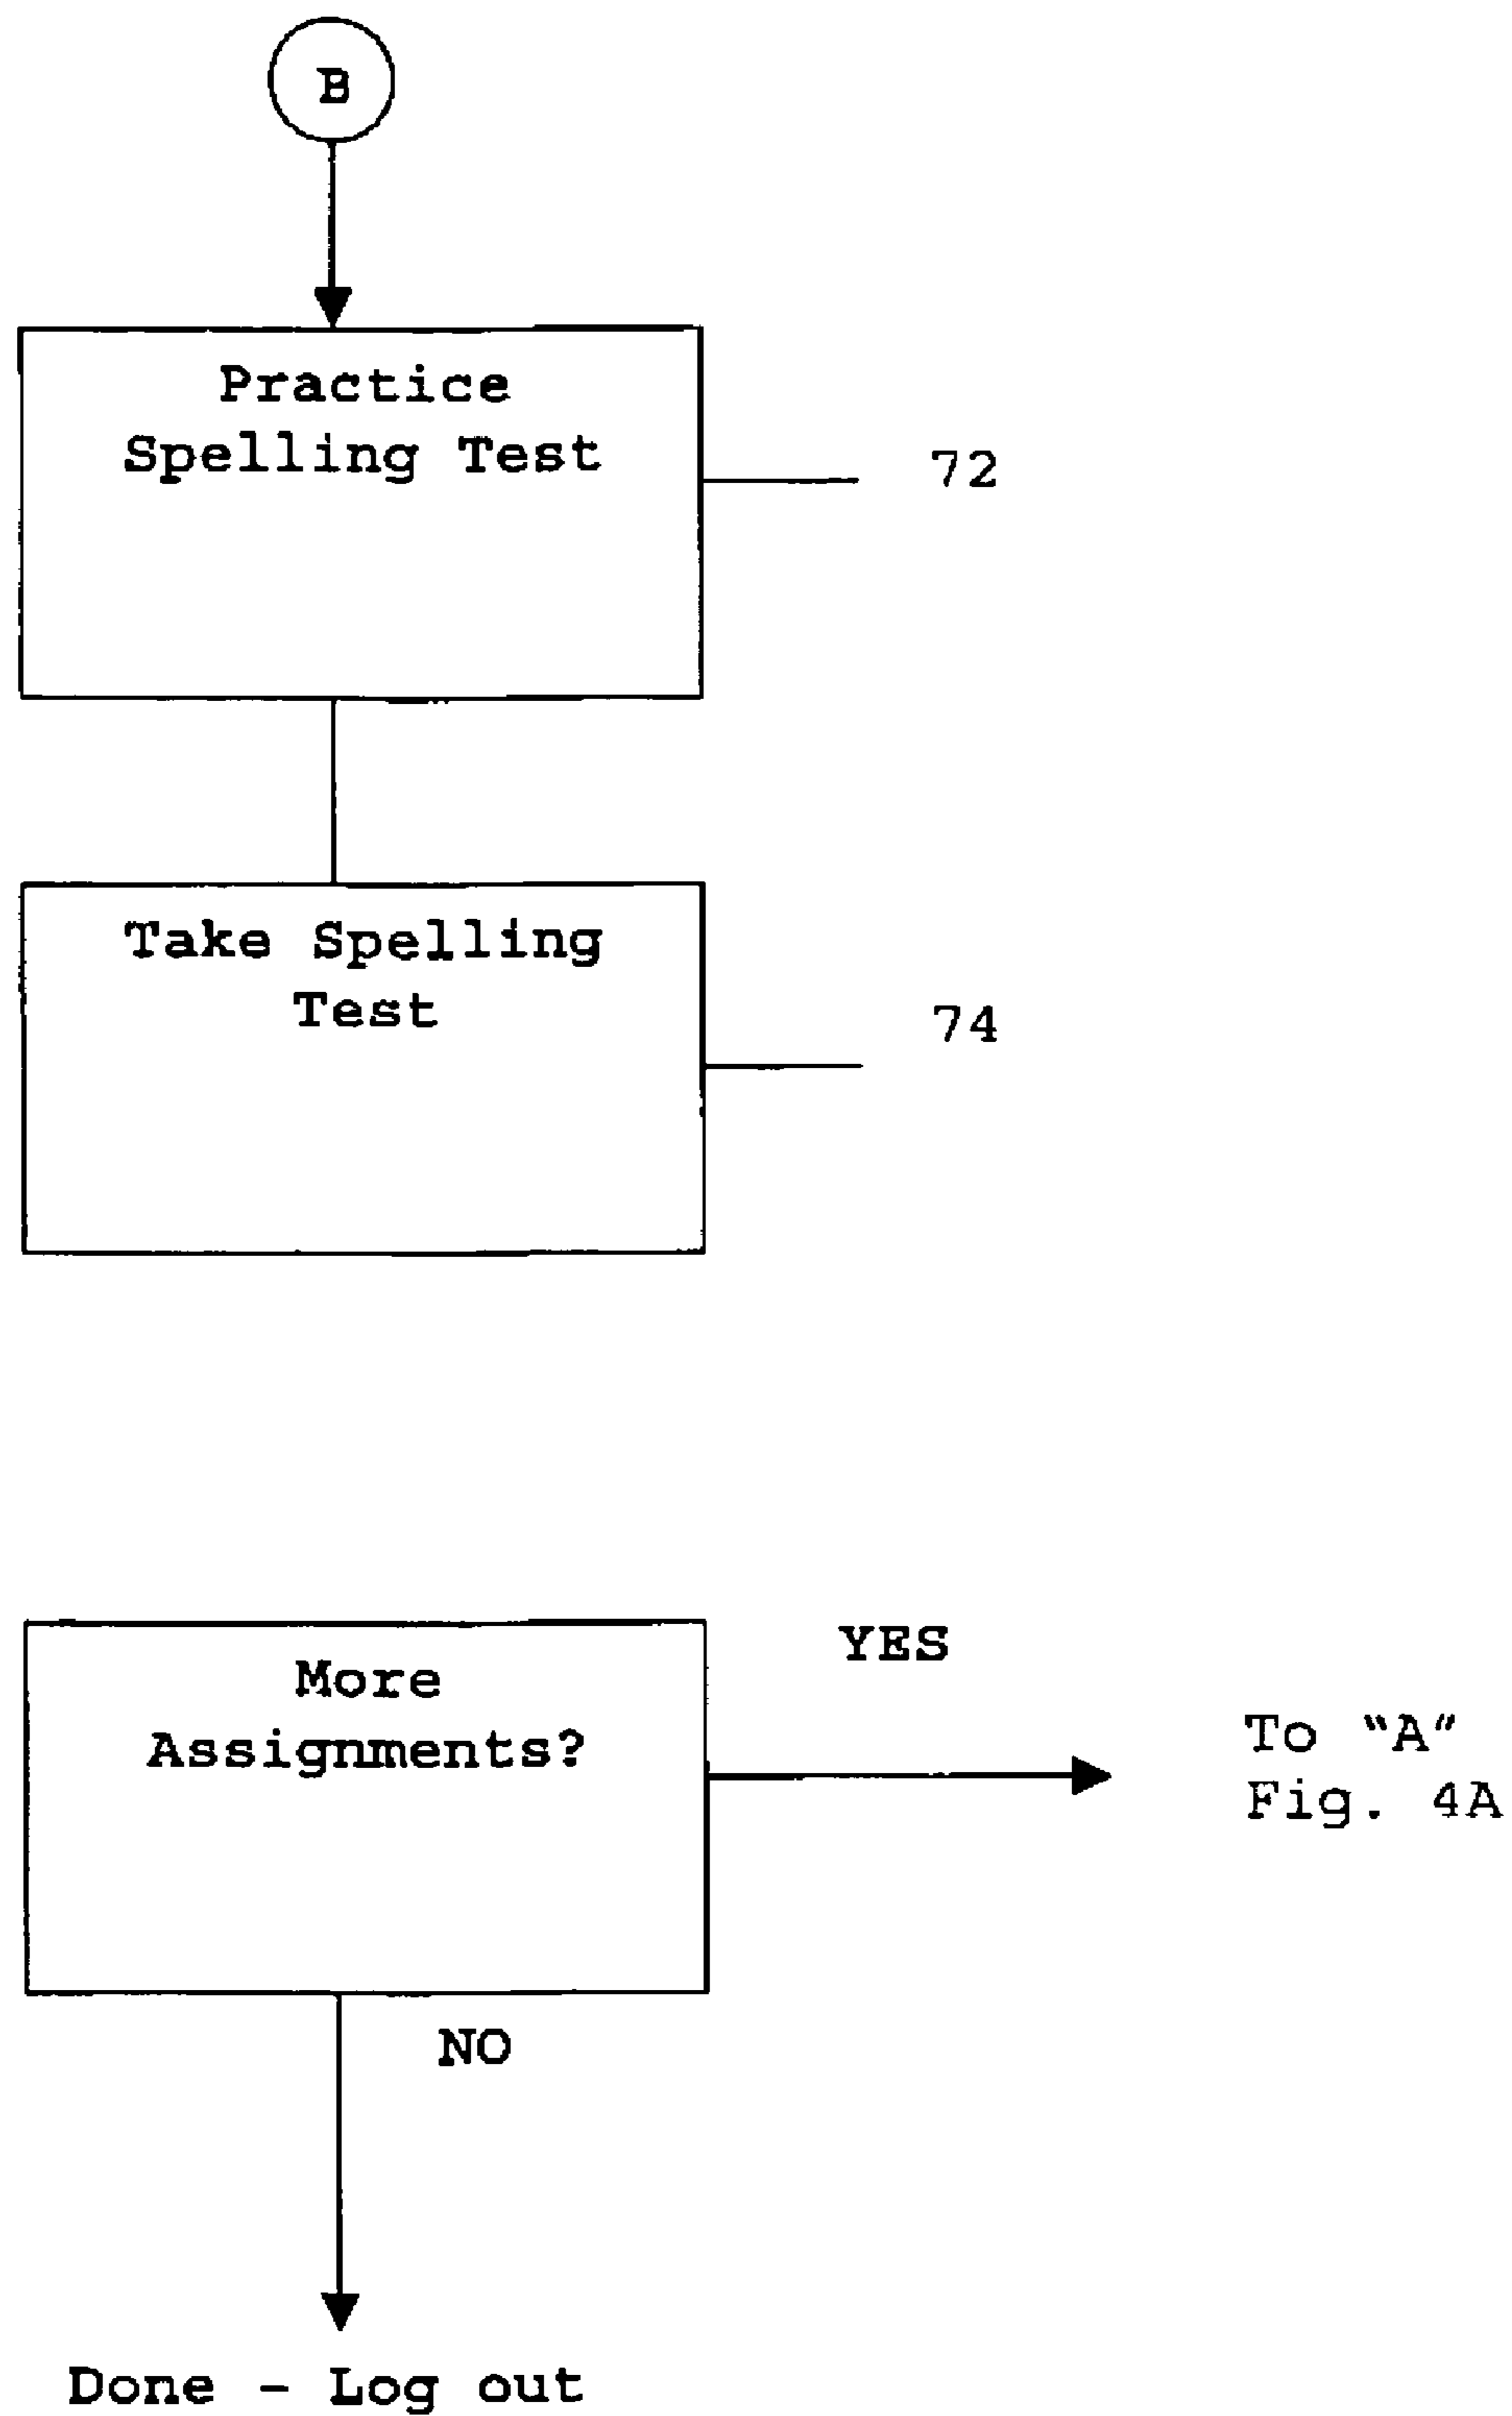 B
Practice
Spelling Test
72
Take Spelling
Test
74
More
Assignments?
YES
To “A”
Fig. 4A
NO
Done - Log out